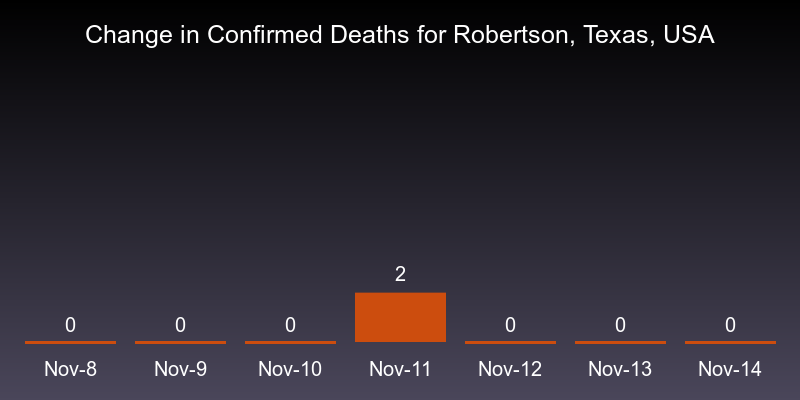 Change in Confirmed Deaths for Robertson, Texas, USA
2
0 0 0 0 0 0
Nov-8 Nov-9 Nov-10 Nov-11 Nov-12 Nov-13 Nov-14